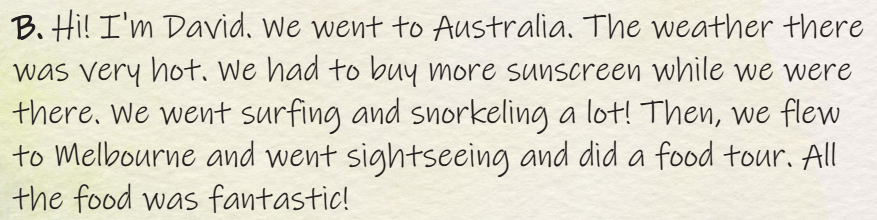 B. Hi! I'm David. We went to Australia. The weather there
was very hot. We had to buy more sunscreen while we were
there. We went surfing and snorkeling a lot! Then, we flew
to Melbourne and went sightseeing and did a food tour. All
the food was fantastic!